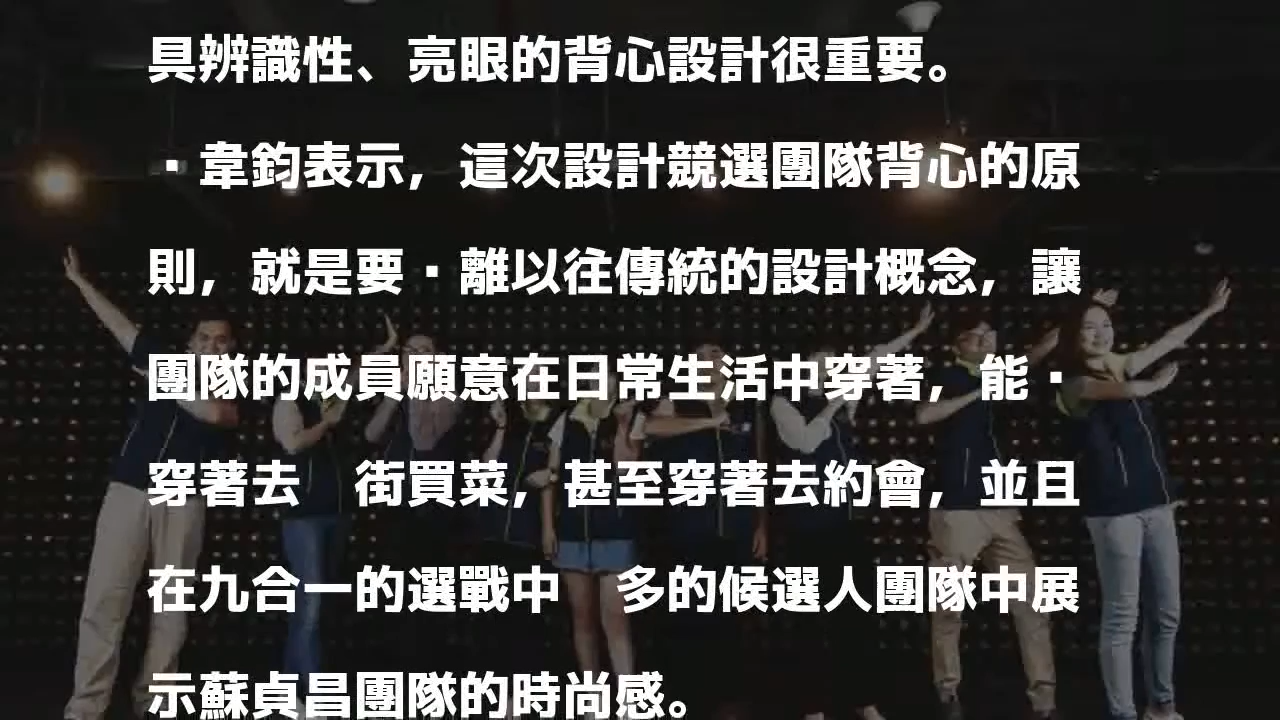 具辨識性、亮眼的背心設計很重要。
·韋鈞表示，這次設計競選團隊背心的原
則，就是要·離以往傳統的設計概念，讓
團隊的成員願意在日常生活中穿著，能·
穿著去　街買菜，甚至穿著去約會，並且
在九合一的選戰中　多的候選人團隊中展
示蘇貞昌團隊的時尚感。